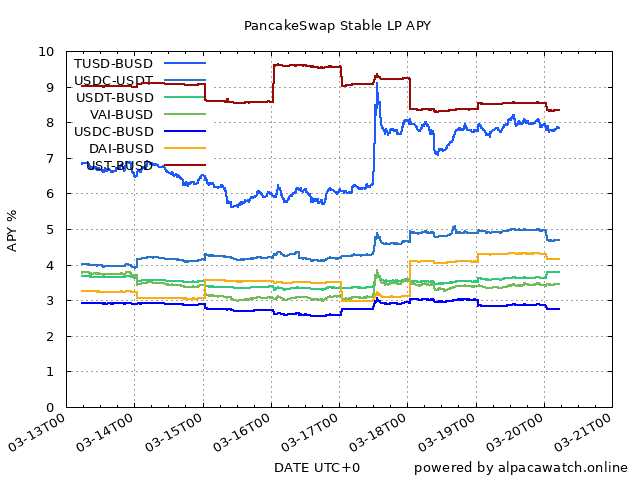 PancakeSwap Stable LP APY
10
9
8
7
6
5
4
3
2
1
0
APY %
TUSD-BUSD
USDC-USDT
USDT-BUSD
VAI-BUSD
USDC-BUSD
DAI-BUSD
UST-BUSD
03-13T00
03-14T00
03-15T00
03-16T00
03-17T00
03-18T00
03-19T00
03-20T00
03-21T00
DATE UTC+0
powered by alpacawatch.online